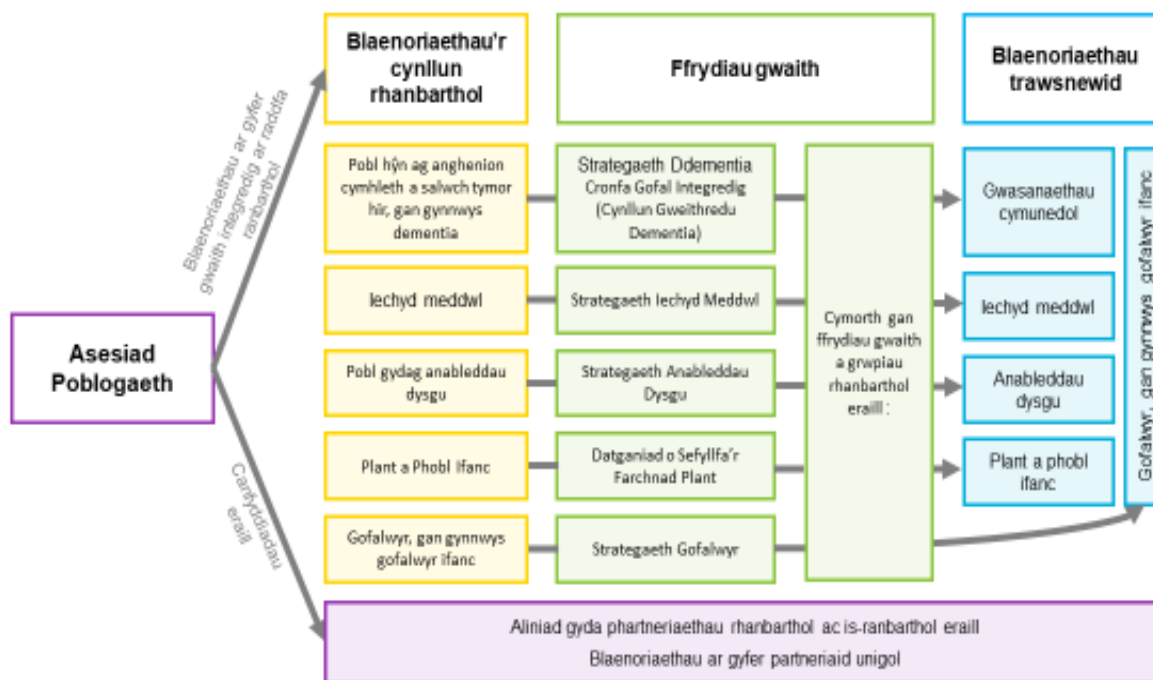 Blaenoriaethau'r
cynllun
rhanbarthol
Ffrydiau gwaith
Blaenoriaethau
trawsnewid
Blaenoriaethau ar gyfer
gwaith integredig ar raddfa
ranbarthol
Asesiad
Poblogaeth
Canfyddiadau
eraill
Pobl hŷn ag anghenion
cymhleth a salwch tymor
hir, gan gynnwys
dementia
Strategaeth Ddementia
Cronfa Gofal Integredig
(Cynllun Gweithredu
Dementia)
Gwasanaethau
cymunedol
Iechyd meddwl
Strategaeth Iechyd Meddwl
Iechyd meddwl
Pobl gydag anableddau
dysgu
Strategaeth Anableddau
Dysgu
Anableddau
dysgu
Plant a Phobl Ifanc
Datganiad o Sefyllfa'r
Farchnad Plant
Plant a phobl
ifanc
Gofalwyr, gan gynnwys
gofalwyr ifanc
Strategaeth Gofalwyr
Cymorth gan
ffrydiau gwaith
a grwpiau
rhanbarthol
eraill :
Gofalwyr, gan gynnwys gofalwyr ifanc
Aliniad gyda phartneriaethau rhanbarthol ac is-ranbarthol eraill
Blaenoriaethau ar gyfer partneriaid unigol